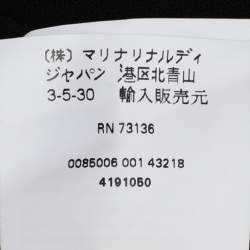 (株) マリナリナルディ
ジャパン 港区北青山
3-5-30 輸入販売元
RN 73136
0085006 001 43218
4191050